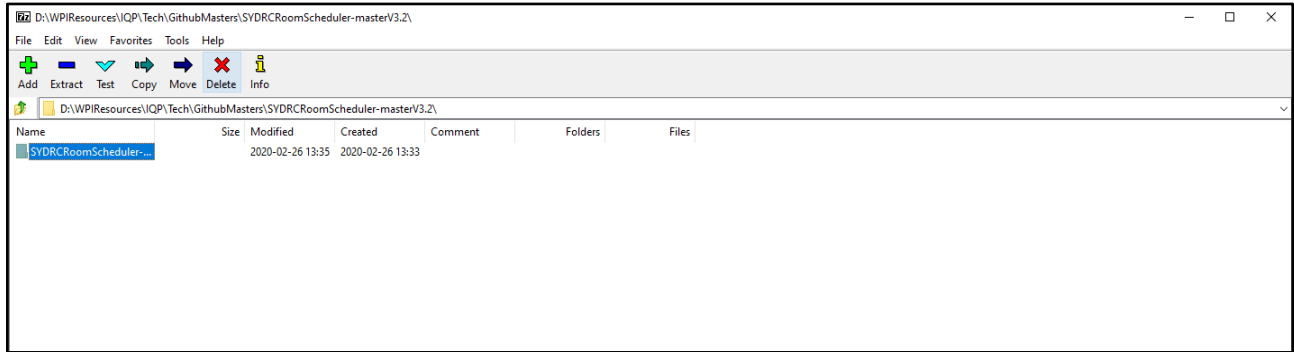 D:\WPIResources\IQP\Tech\GithubMasters\SYDRCRoomScheduler-masterV3.2\
File Edit View Favorites Tools Help
Add Extract Test Copy Move Delete Info
D:\WPIResources\IQP\Tech\GithubMasters\SYDRCRoomScheduler-masterV3.2\
Name Size Modified Created Comment Folders Files
SYDRCRoomScheduler-... 2020-02-26 13:35 2020-02-26 13:33